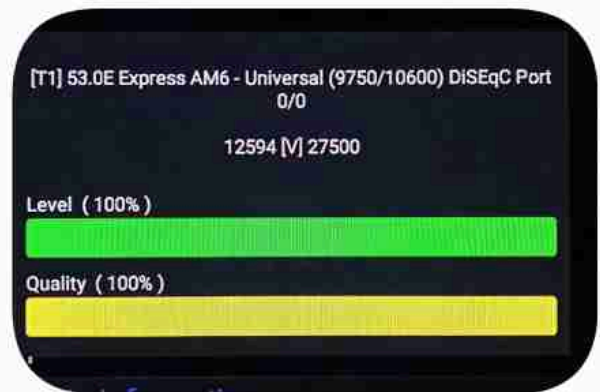 [T1] 53.0E Express AM6 - Universal (9750/10600) DiSEqC Port
0/0
12594 [V] 27500
Level ( 100% )
Quality ( 100% )